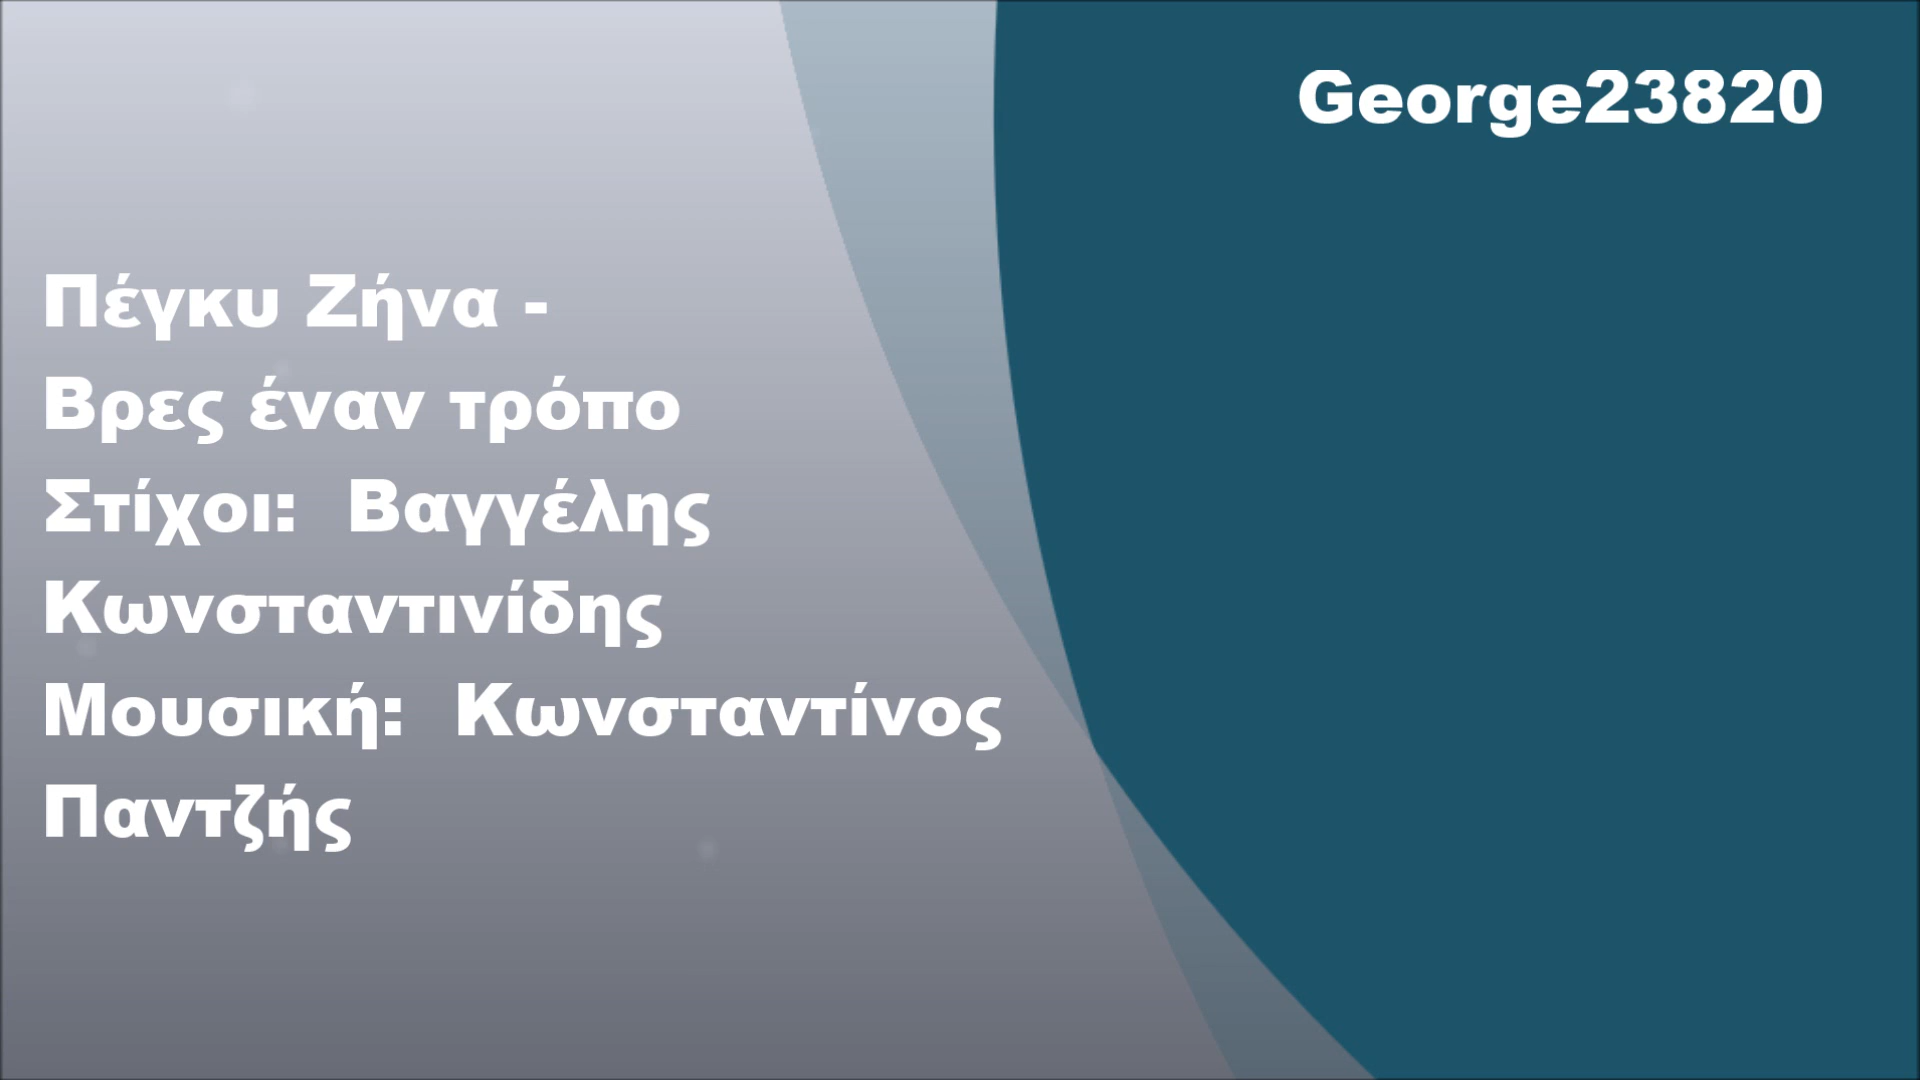 George23820
Πέγκυ Ζήνα -
Βρες έναν τρόπο
Στίχοι:  Βαγγέλης
Κωνσταντινίδης
Μουσική:  Κωνσταντίνος
Παντζής